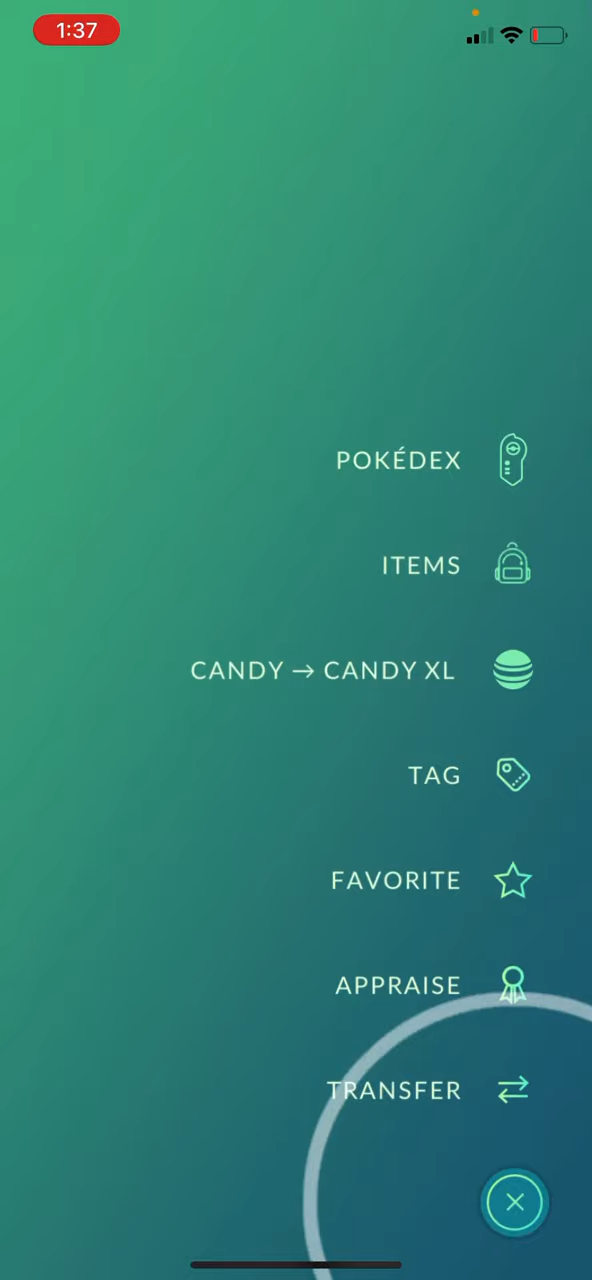 1:37
POKÉDEX
ITEMS
CANDY → CANDY XL
TAG
FAVORITE
APPRAISE
TRANSFER